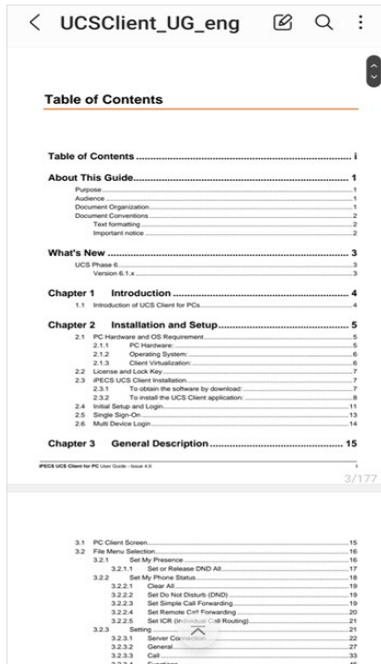 UCSClient_UG_eng
Table of Contents
Table of Contents ........ i
About This Guide ........ 1
Purpose ........ 1
Audience ........ 1
Document Organization ........ 1
Document Conventions ........ 2
Text formatting ........ 2
Important notice ........ 2
What's New ........ 3
UCS Phase 6 ........ 3
Version 6.1.x ........ 3
Chapter 1 Introduction ........ 4
1.1 Introduction of UCS Client for PCs ........ 4
Chapter 2 Installation and Setup ........ 5
2.1 PC Hardware and OS Requirement ........ 5
2.1.1 PC Hardware: ........ 5
2.1.2 Operating System: ........ 6
2.1.3 Client Virtualization: ........ 6
2.2 License and Lock Key ........ 7
2.3 iPECS UCS Client Installation ........ 7
2.3.1 To obtain the software by download: ........ 7
2.3.2 To install the UCS Client application: ........ 8
2.4 Initial Setup and Login ........ 11
2.5 Single Sign-On ........ 13
2.6 Multi Device Login ........ 14
Chapter 3 General Description ........ 15
iPECS UCS Client for PC User Guide - Issue 4.9 i
3/177
3.1 PC Client Screen ........ 15
3.2 File Menu Selection ........ 16
3.2.1 Set My Presence ........ 16
3.2.1.1 Set or Release DND All ........ 17
3.2.2 Set My Phone Status ........ 18
3.2.2.1 Clear All ........ 19
3.2.2.2 Set Do Not Disturb (DND) ........ 19
3.2.2.3 Set Simple Call Forwarding ........ 19
3.2.2.4 Set Remote Call Forwarding ........ 20
3.2.2.5 Set ICR (Individual Call Routing) ........ 21
3.2.3 Setting ........ 21
3.2.3.1 Server Connection ........ 22
3.2.3.2 General ........ 27
3.2.3.3 Call ........ 33